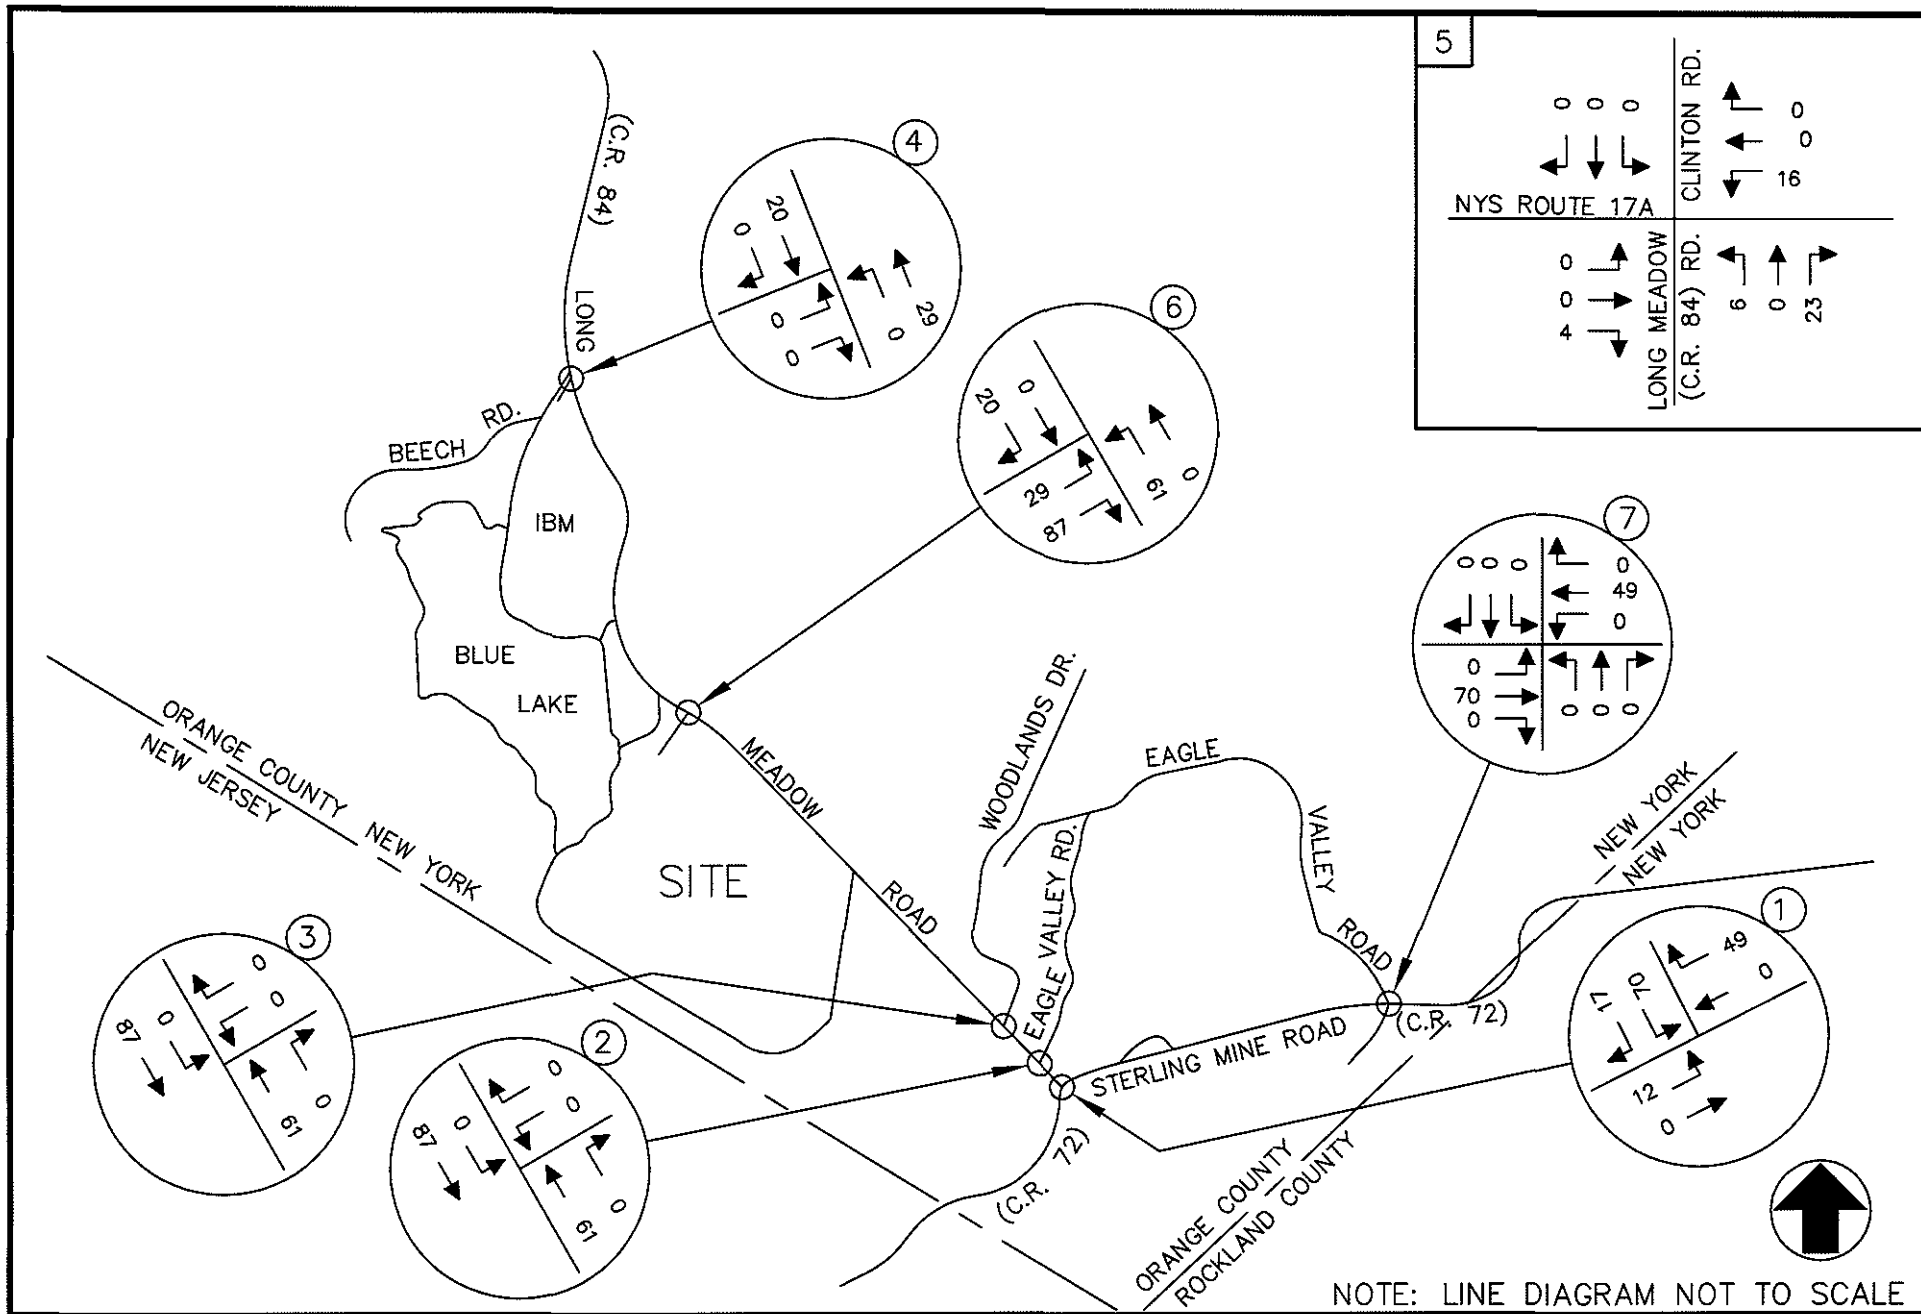 5
CLINTON RD.
0 0 0
0
0
16
NYS ROUTE 17A
0
0
4
LONG MEADOW
(C.R. 84) RD.
6 0 23
(C.R. 84)
LONG
4
20
0
0
0
29
0
6
0
20
29
87
61
0
BEECH RD.
IBM
BLUE
LAKE
7
0 0 0
0
49
0
0
70
0
0 0 0
ORANGE COUNTY NEW YORK
NEW JERSEY
MEADOW
ROAD
WOODLANDS DR.
EAGLE
VALLEY
ROAD
EAGLE VALLEY RD.
NEW YORK
NEW YORK
SITE
3
0
0
0
87
0
61
2
0
0
0
87
0
61
1
49
0
70
17
12
0
STERLING MINE ROAD
(C.R. 72)
(C.R. 72)
ORANGE COUNTY
ROCKLAND COUNTY
NOTE: LINE DIAGRAM NOT TO SCALE